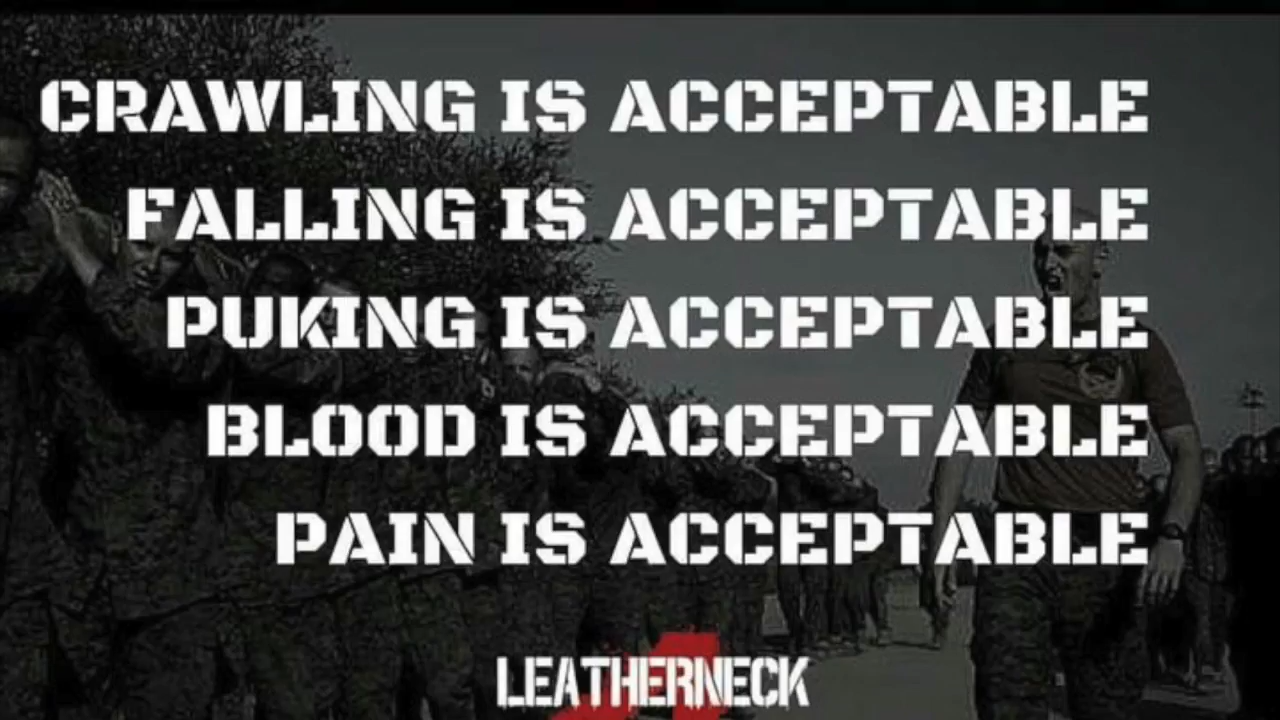 CRAWLING IS ACCEPTABLE
FALLING IS ACCEPTABLE
PUKING IS ACCEPTABLE
BLOOD IS ACCEPTABLE
PAIN IS ACCEPTABLE
LEATHERNECK